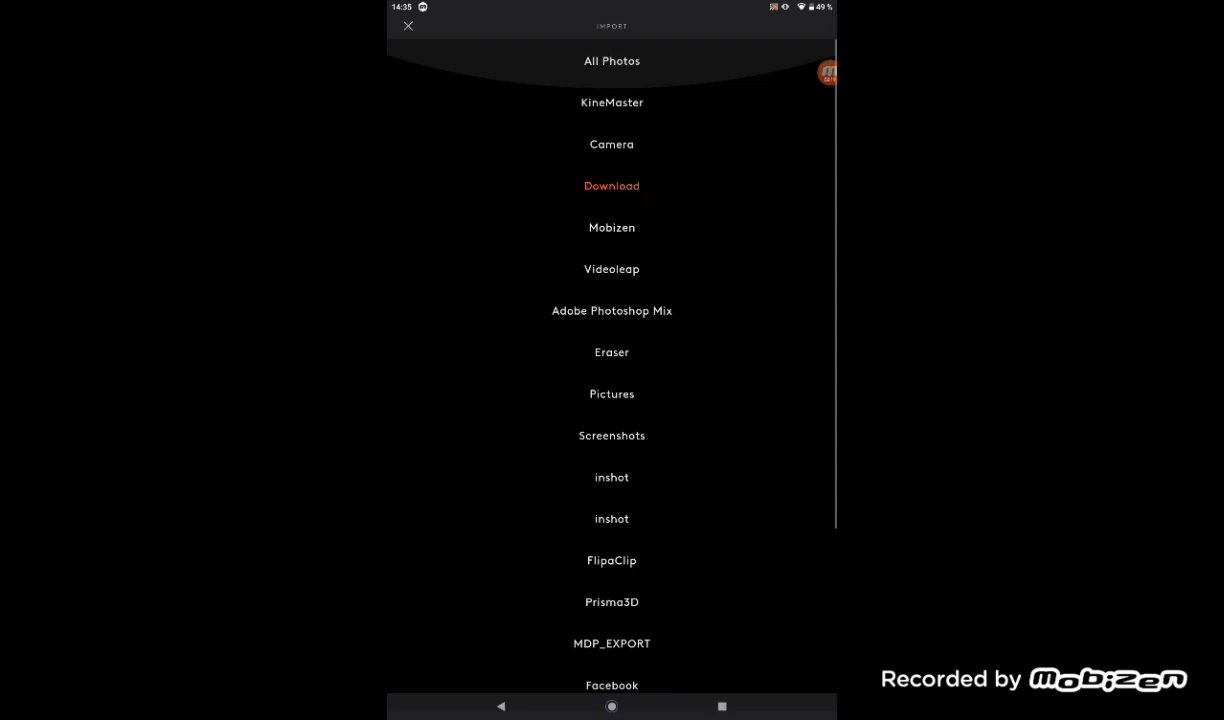 14:35
49 %
IMPORT
All Photos
KineMaster
Camera
Download
Mobizen
Videoleap
Adobe Photoshop Mix
Eraser
Pictures
Screenshots
inshot
inshot
FlipaClip
Prisma3D
MDP_EXPORT
Facebook
Recorded by mobizen